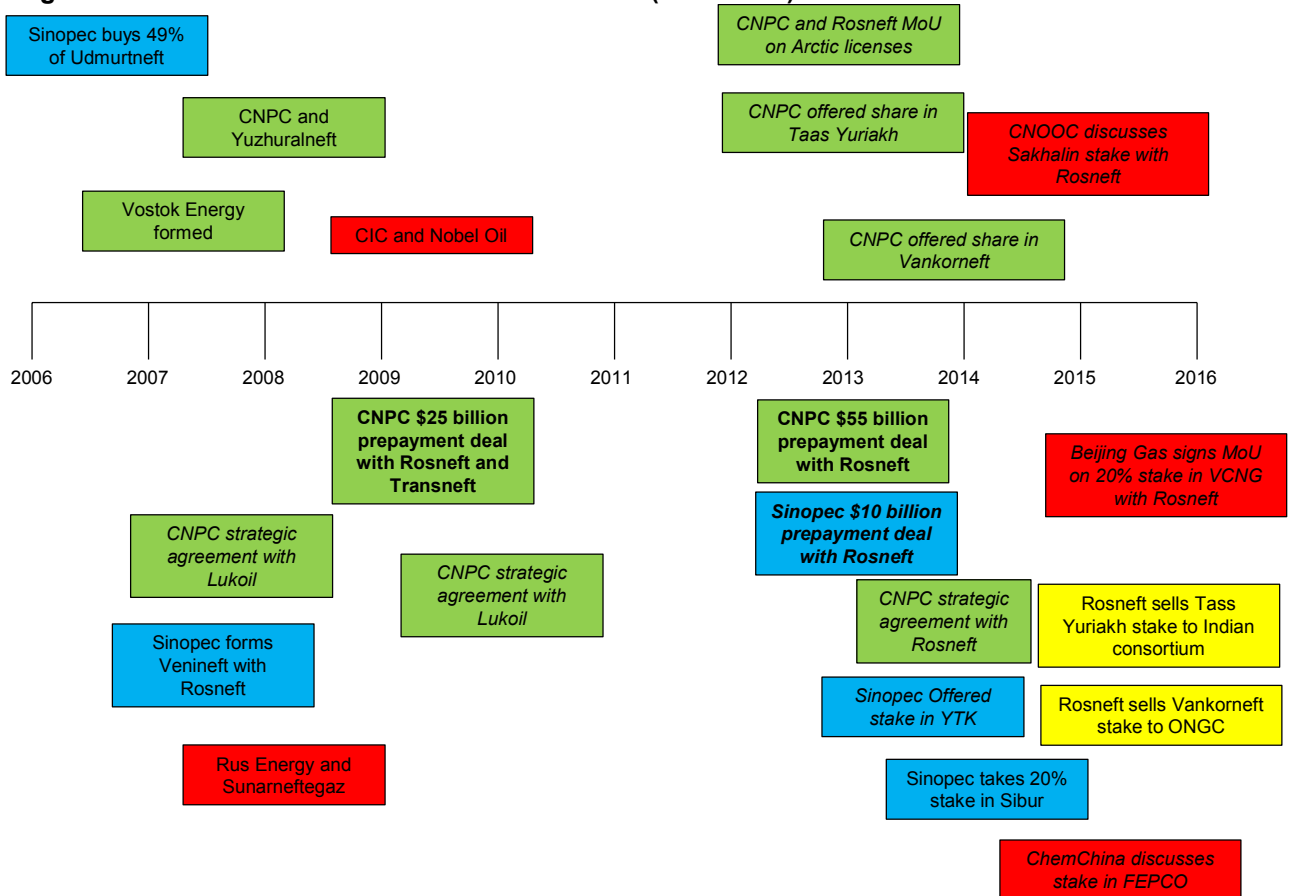 Sinopec buys 49%
of Udmurtneft
CNPC and Rosneft MoU
on Arctic licenses
CNPC and
Yuzhuralneft
CNPC offered share in
Taas Yuriakh
CNOOC discusses
Sakhalin stake with
Rosneft
Vostok Energy
formed
CIC and Nobel Oil
CNPC offered share in
Vankorneft
2006 2007 2008 2009 2010 2011 2012 2013 2014 2015 2016
CNPC $25 billion
prepayment deal
with Rosneft and
Transneft
CNPC $55 billion
prepayment deal
with Rosneft
Beijing Gas signs MoU
on 20% stake in VCNG
with Rosneft
Sinopec $10 billion
prepayment deal
with Rosneft
CNPC strategic
agreement with
Lukoil
CNPC strategic
agreement with
Lukoil
CNPC strategic
agreement with
Rosneft
Rosneft sells Tass
Yuriakh stake to Indian
consortium
Sinopec forms
Venineft with
Rosneft
Sinopec Offered
stake in YTK
Rosneft sells Vankorneft
stake to ONGC
Rus Energy and
Sunarneftegaz
Sinopec takes 20%
stake in Sibur
ChemChina discusses
stake in FEPCO